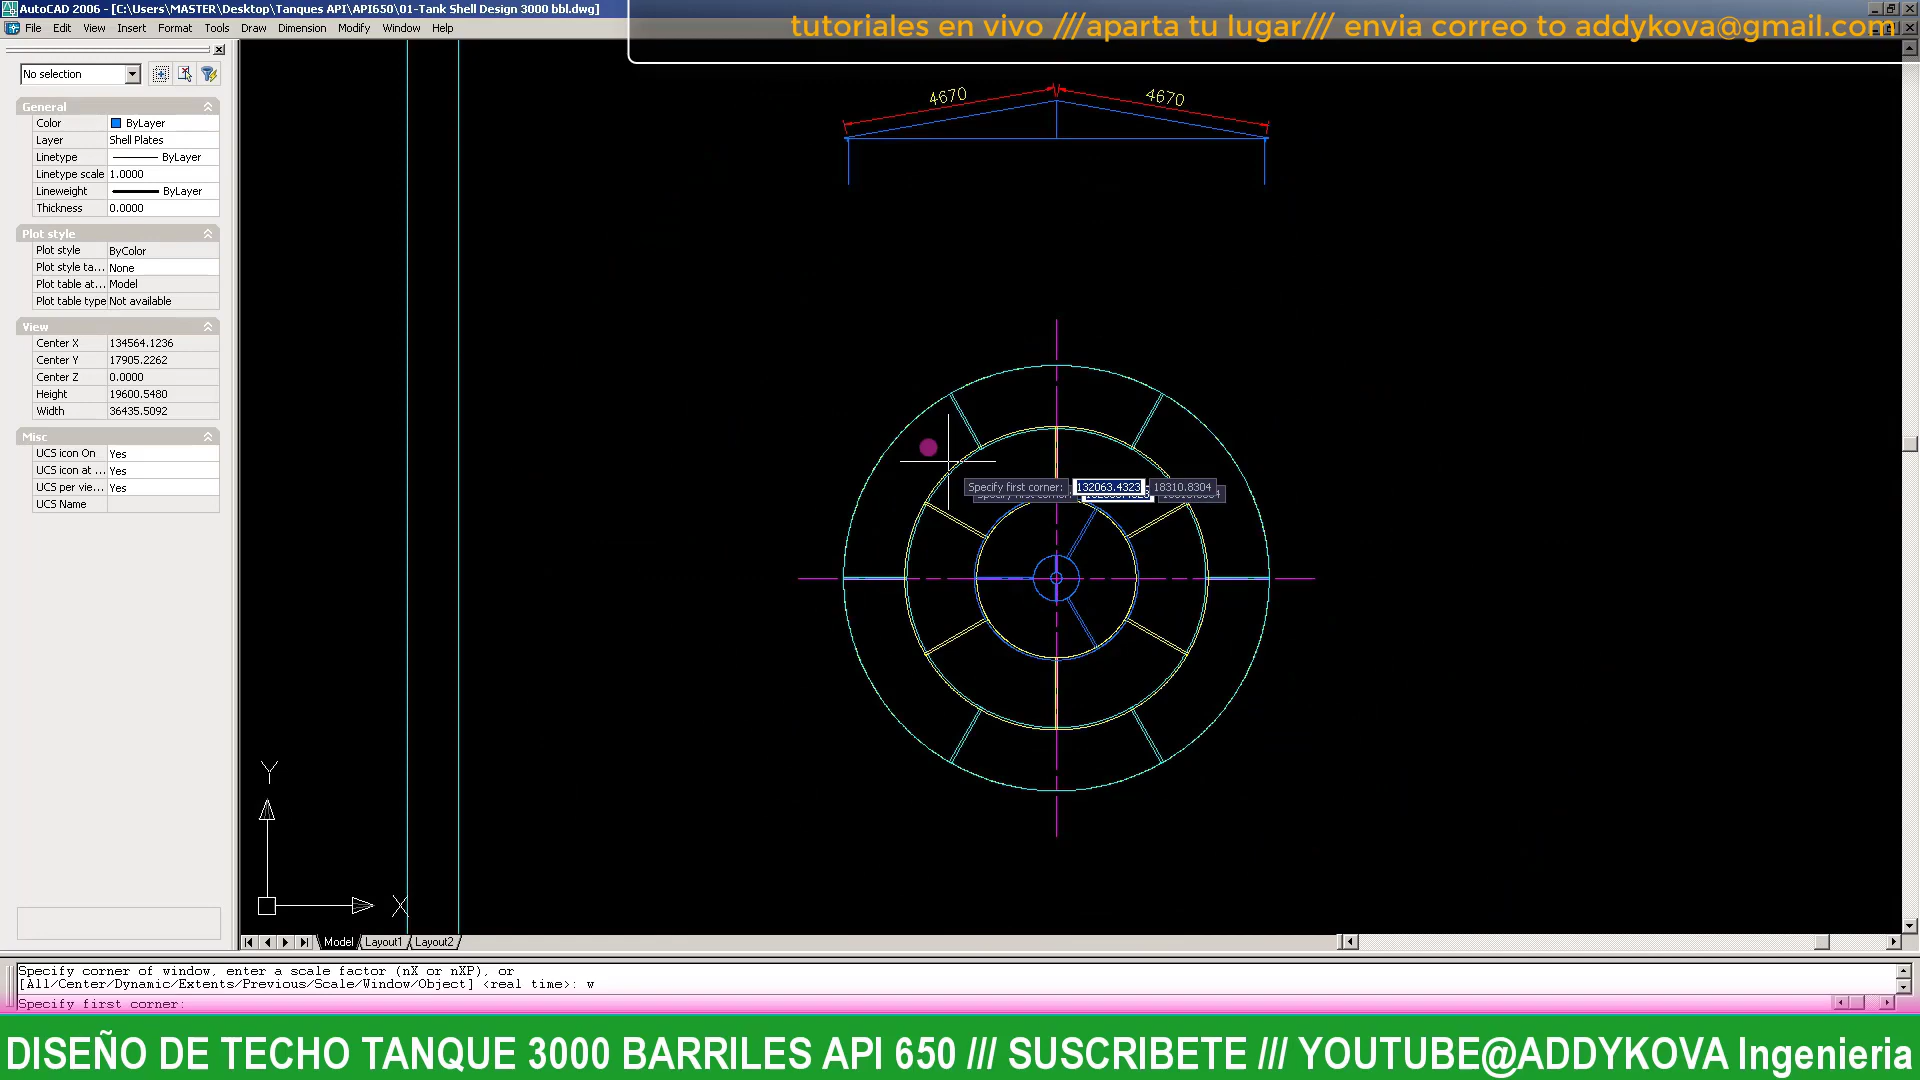 AutoCAD 2006 - [C:\Users\MASTER\Desktop\Tanques API\API650\01-Tank Shell Design 3000 bbl.dwg]
tutoriales en vivo ///aparta tu lugar/// envia correo to addykova@gmail.com
File Edit View Insert Format Tools Draw Dimension Modify Window Help
No selection
General
Color ByLayer
Layer Shell Plates
Linetype ByLayer
Linetype scale 1.0000
Lineweight ByLayer
Thickness 0.0000
Plot style
Plot style ByColor
Plot style ta... None
Plot table at... Model
Plot table type Not available
View
Center X 134564.1236
Center Y 17905.2262
Center Z 0.0000
Height 19600.5480
Width 36435.5092
Misc
UCS icon On Yes
UCS icon at ... Yes
UCS per vie... Yes
UCS Name
4670 4670
Specify first corner: 132063.4323 18310.8304
Y
X
Model Layout1 Layout2
Specify corner of window, enter a scale factor (nX or nXP), or
[All/Center/Dynamic/Extents/Previous/Scale/Window/Object] <real time>: w
Specify first corner:
DISEÑO DE TECHO TANQUE 3000 BARRILES API 650 /// SUSCRIBETE /// YOUTUBE@ADDYKOVA Ingenieria